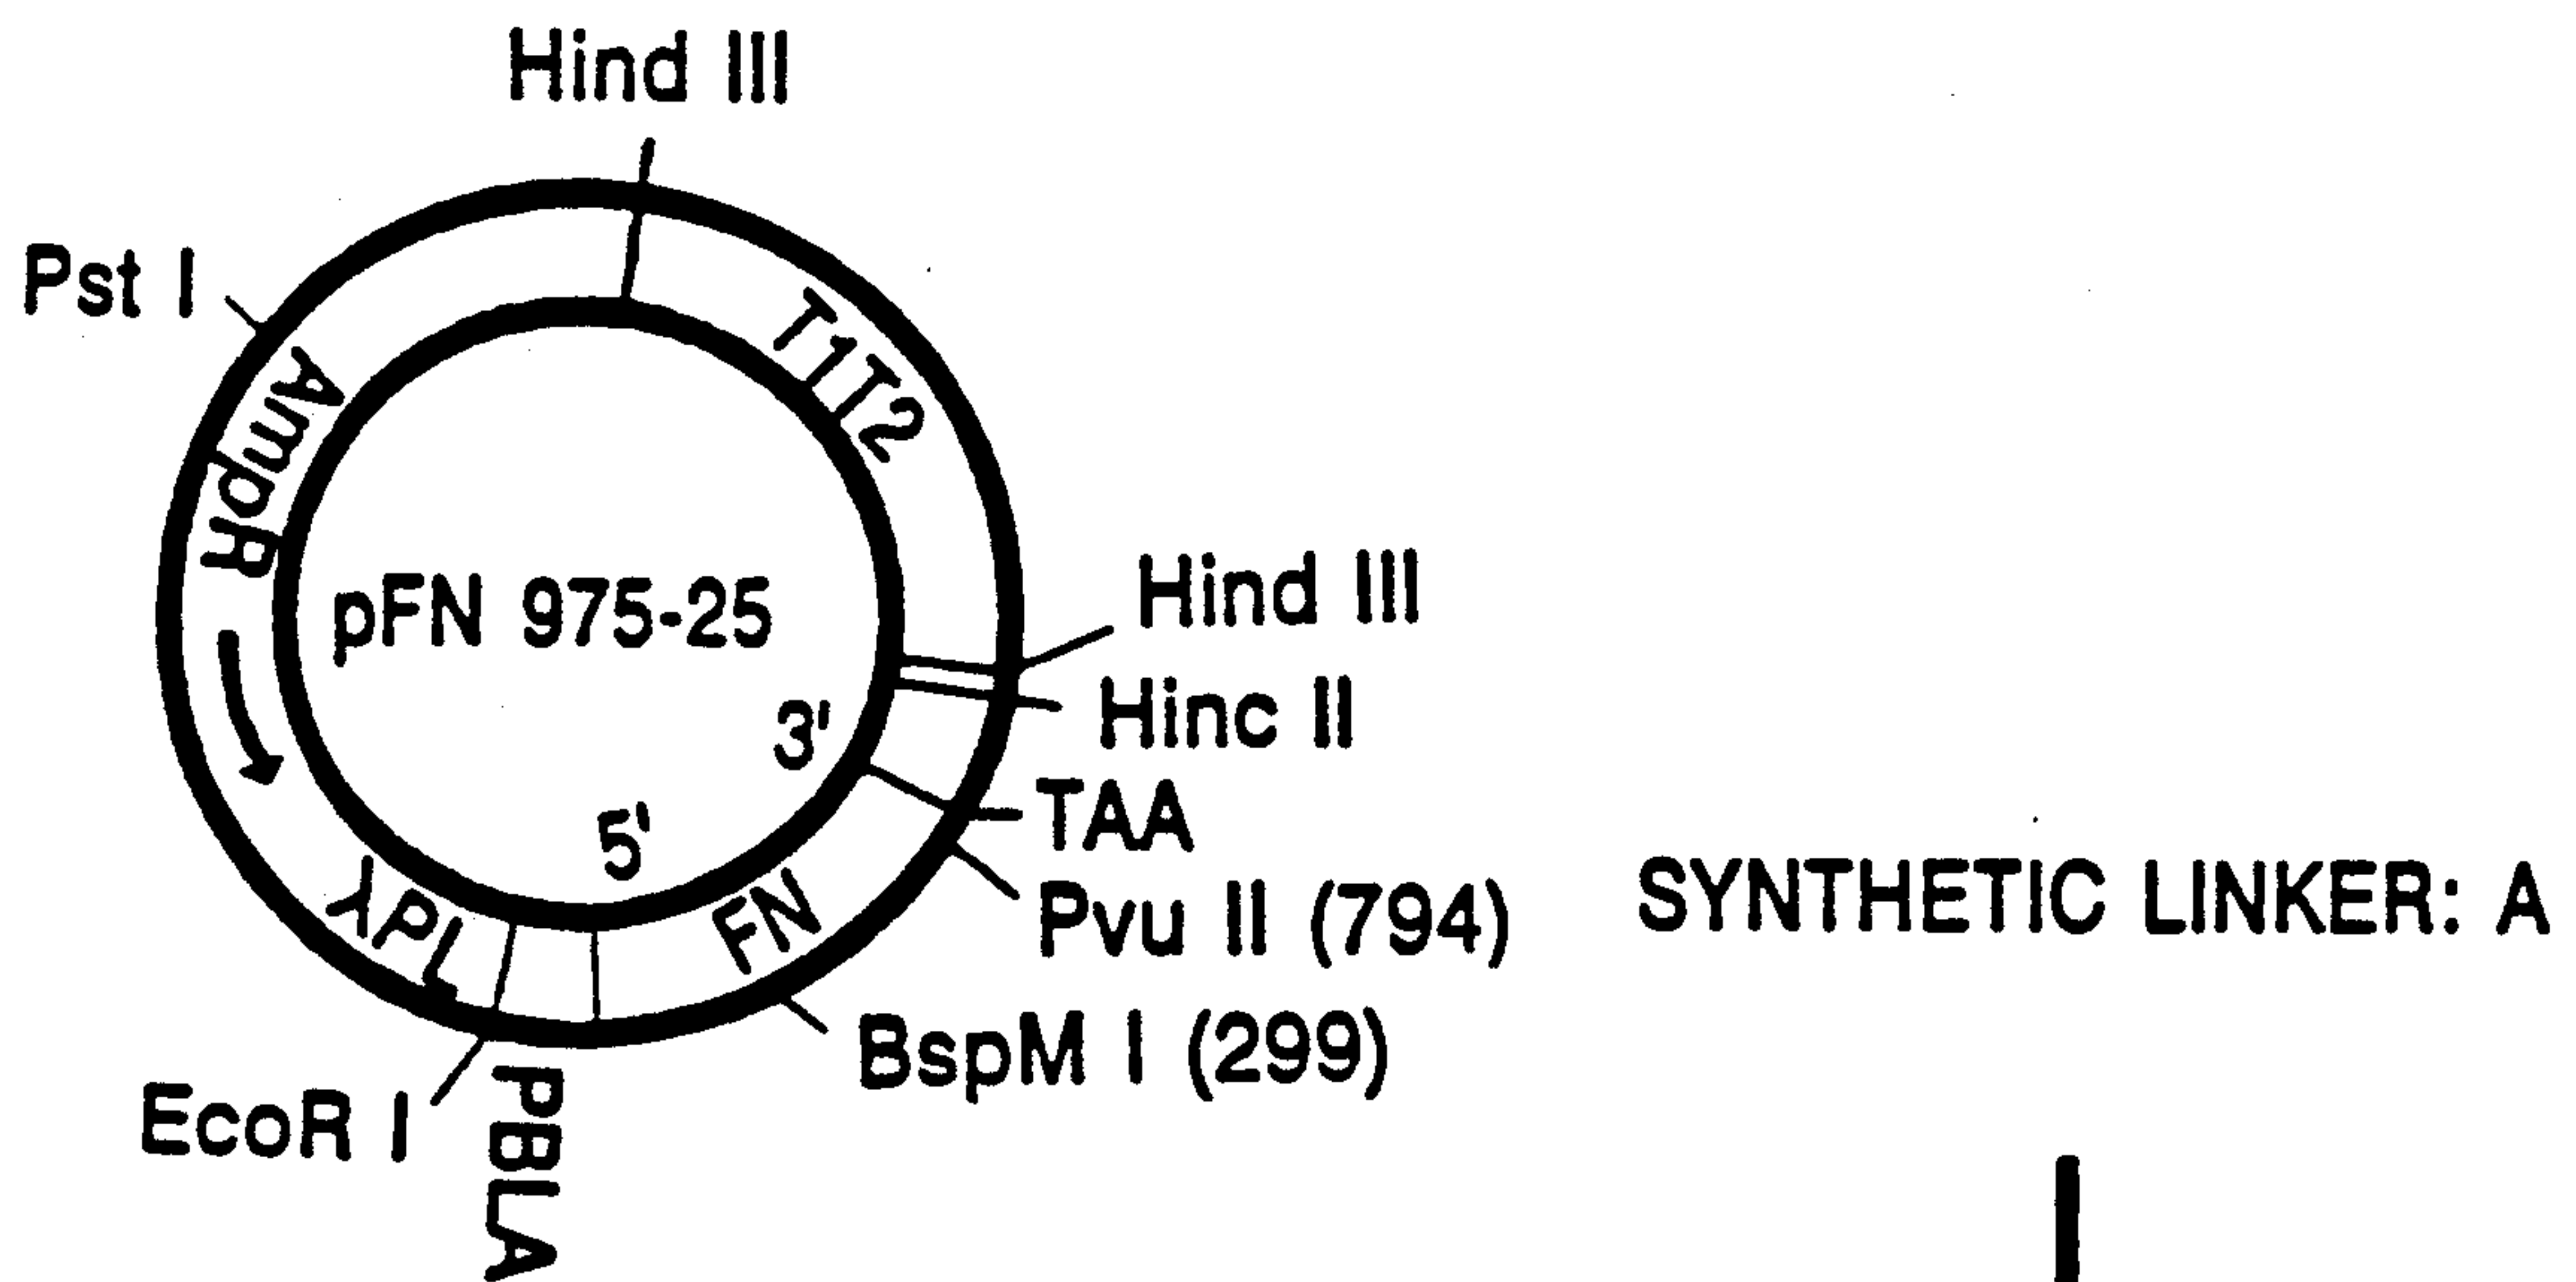 Hind III
Pst I
T1T2
AmpR
pFN 975-25
Hind III
Hinc II
3'
TAA
5'
Pvu II (794)
SYNTHETIC LINKER: A
FN
λPL
BspM I (299)
EcoR I
PBLA